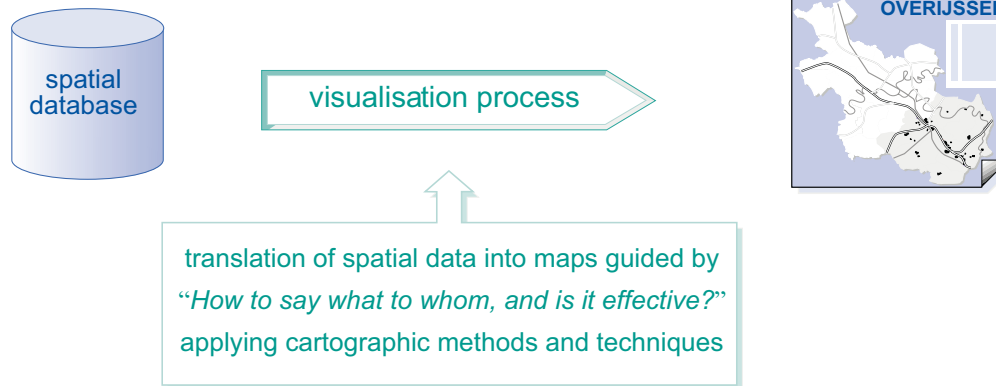 OVERIJSSEL
spatial
database
visualisation process
translation of spatial data into maps guided by
“How to say what to whom, and is it effective?”
applying cartographic methods and techniques